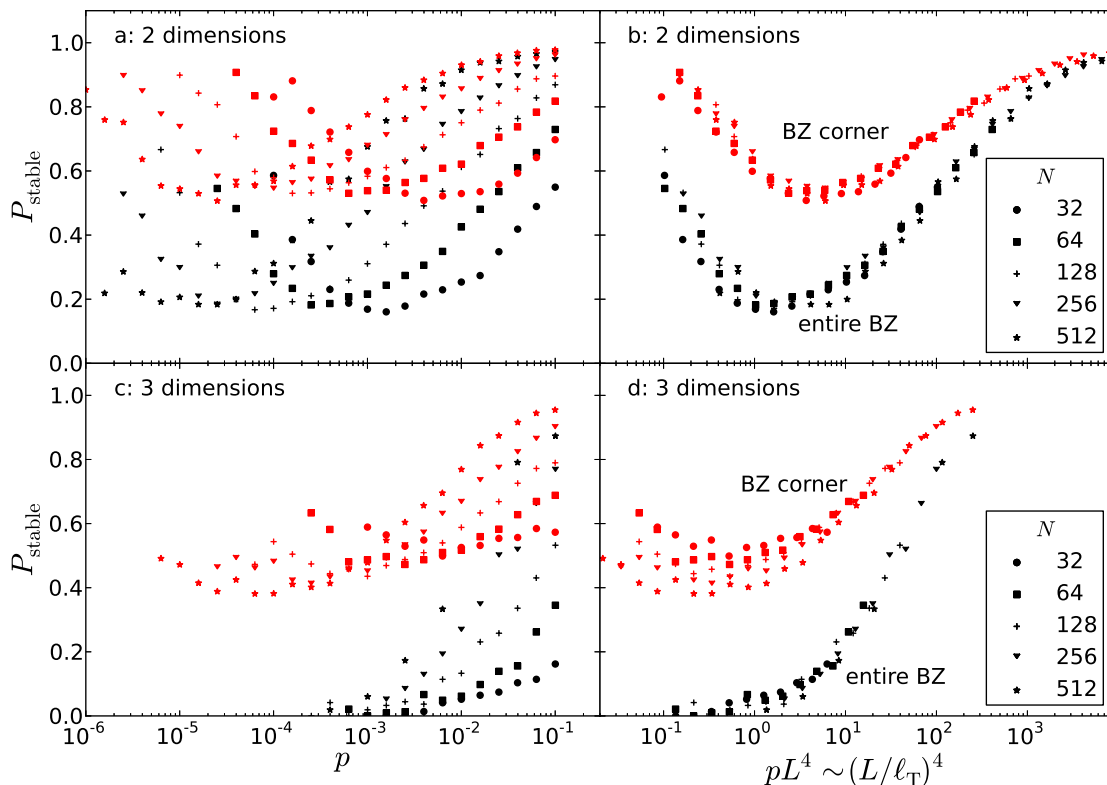 a: 2 dimensions
1.0
0.8
0.6
0.4
0.2
0.0
P_stable
b: 2 dimensions
BZ corner
entire BZ
N
32
64
128
256
512
c: 3 dimensions
1.0
0.8
0.6
0.4
0.2
0.0
P_stable
10^-6
10^-5
10^-4
10^-3
10^-2
10^-1
p
d: 3 dimensions
BZ corner
entire BZ
N
32
64
128
256
512
10^-1
10^0
10^1
10^2
10^3
pL^4 ∼ (L/ℓ_T)^4